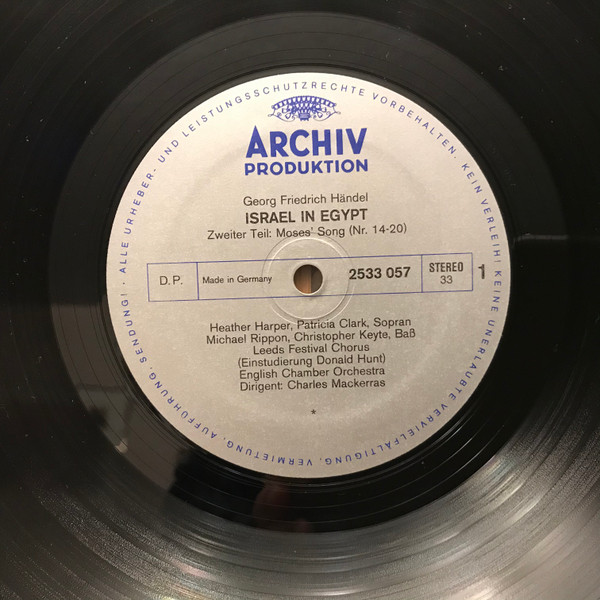 ARCHIV
PRODUKTION
Georg Friedrich Händel
ISRAEL IN EGYPT
Zweiter Teil: Moses' Song (Nr. 14-20)
D.P. Made in Germany 2533 057 STEREO 33 1
Heather Harper, Patricia Clark, Sopran
Michael Rippon, Christopher Keyte, Baß
Leeds Festival Chorus
(Einstudierung Donald Hunt)
English Chamber Orchestra
Dirigent: Charles Mackerras
*
· ALLE URHEBER- UND LEISTUNGSSCHUTZRECHTE VORBEHALTEN. KEIN VERLEIH! KEINE UNERLAUBTE VERVIELFÄLTIGUNG, VERMIETUNG, AUFFÜHRUNG, SENDUNG!